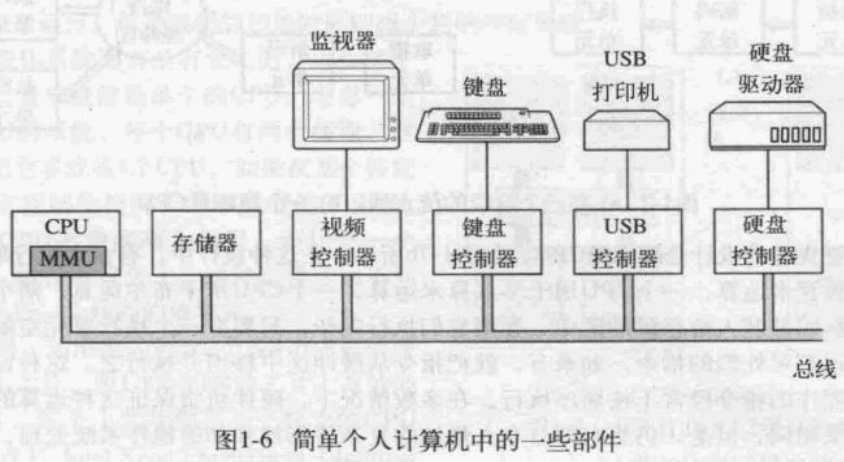 监视器
键盘
USB
打印机
硬盘
驱动器
CPU
MMU
存储器
视频
控制器
键盘
控制器
USB
控制器
硬盘
控制器
总线
图1-6 简单个人计算机中的一些部件